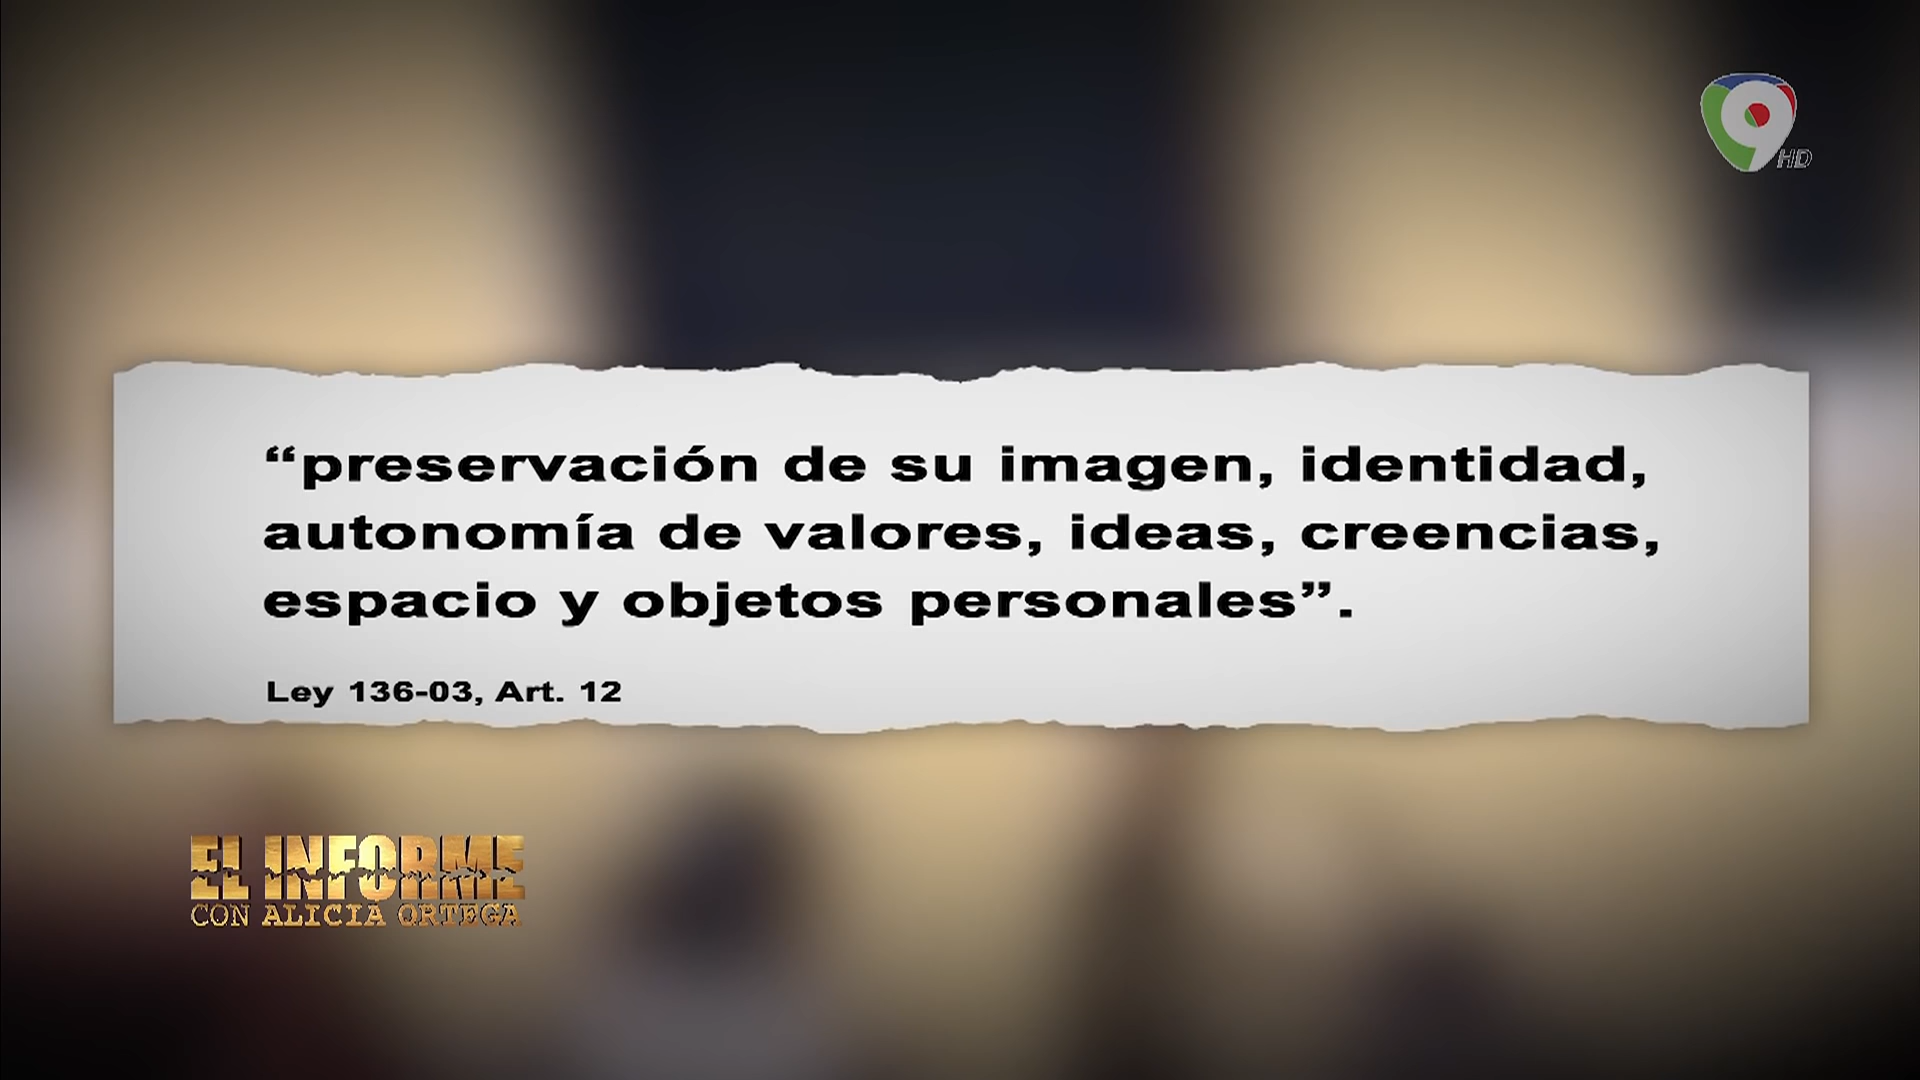 HD
“preservación de su imagen, identidad,
autonomía de valores, ideas, creencias,
espacio y objetos personales”.
Ley 136-03, Art. 12
EL INFORME
CON ALICIA ORTEGA